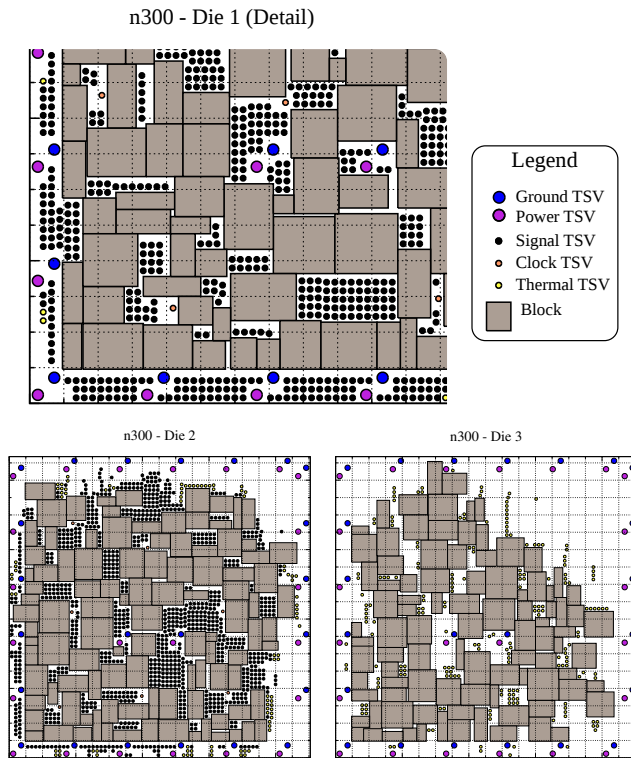 n300 - Die 1 (Detail)
Legend
Ground TSV
Power TSV
Signal TSV
Clock TSV
Thermal TSV
Block
n300 - Die 2
n300 - Die 3